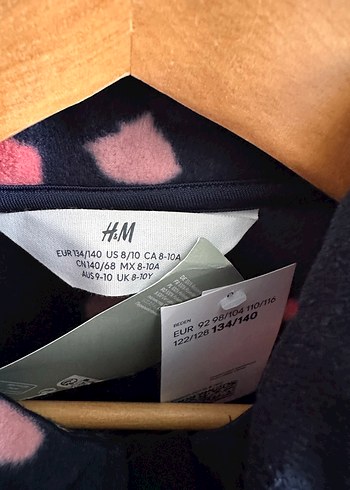 H&M
EUR 134/140 US 8/10 CA 8-10A
CN 140/68 MX 8-10A
AUS 9-10 UK 8-10Y
BEDEN
EUR 92 98/104 110/116
122/128 134/140